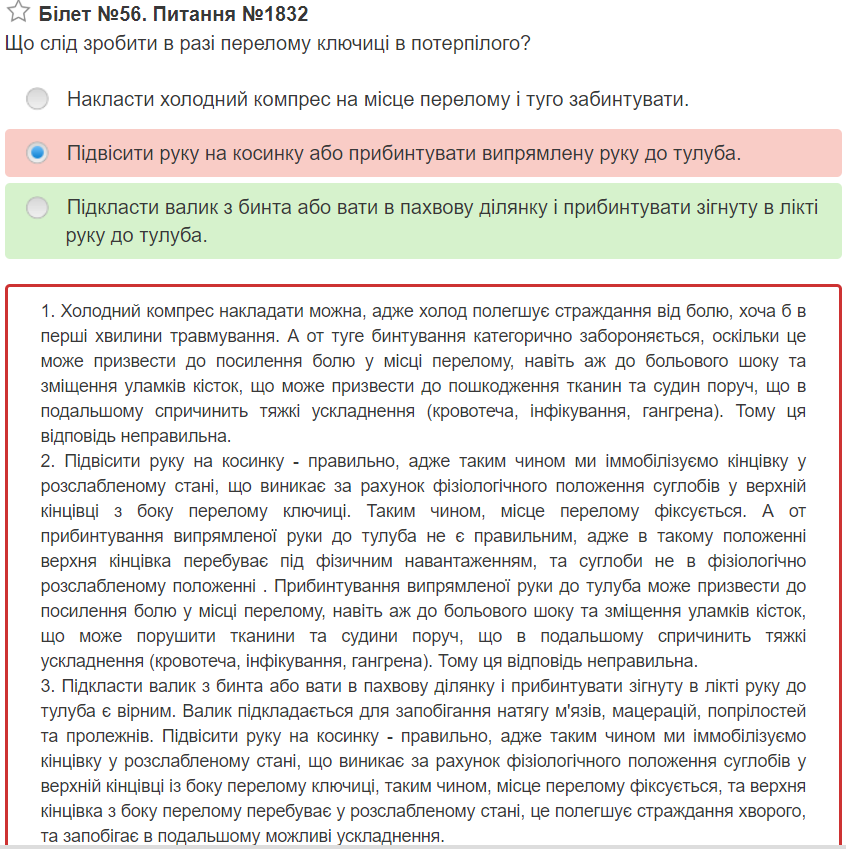 Білет №56. Питання №1832
Що слід зробити в разі перелому ключиці в потерпілого?
Накласти холодний компрес на місце перелому і туго забинтувати.
Підвісити руку на косинку або прибинтувати випрямлену руку до тулуба.
Підкласти валик з бинта або вати в пахвову ділянку і прибинтувати зігнуту в лікті
руку до тулуба.
1. Холодний компрес накладати можна, адже холод полегшує страждання від болю, хоча б в
перші хвилини травмування. А от туге бинтування категорично забороняється, оскільки це
може призвести до посилення болю у місці перелому, навіть аж до больового шоку та
зміщення уламків кісток, що може призвести до пошкодження тканин та судин поруч, що в
подальшому спричинить тяжкі ускладнення (кровотеча, інфікування, гангрена). Тому ця
відповідь неправильна.
2. Підвісити руку на косинку - правильно, адже таким чином ми іммобілізуємо кінцівку у
розслабленому стані, що виникає за рахунок фізіологічного положення суглобів у верхній
кінцівці з боку перелому ключиці. Таким чином, місце перелому фіксується. А от
прибинтування випрямленої руки до тулуба не є правильним, адже в такому положенні
верхня кінцівка перебуває під фізичним навантаженням, та суглоби не в фізіологічно
розслабленому положенні . Прибинтування випрямленої руки до тулуба може призвести до
посилення болю у місці перелому, навіть аж до больового шоку та зміщення уламків кісток,
що може порушити тканини та судини поруч, що в подальшому спричинить тяжкі
ускладнення (кровотеча, інфікування, гангрена). Тому ця відповідь неправильна.
3. Підкласти валик з бинта або вати в пахвову ділянку і прибинтувати зігнуту в лікті руку до
тулуба є вірним. Валик підкладається для запобігання натягу м'язів, мацерацій, попрілостей
та пролежнів. Підвісити руку на косинку - правильно, адже таким чином ми іммобілізуємо
кінцівку у розслабленому стані, що виникає за рахунок фізіологічного положення суглобів у
верхній кінцівці із боку перелому ключиці, таким чином, місце перелому фіксується, та верхня
кінцівка з боку перелому перебуває у розслабленому стані, це полегшує страждання хворого,
та запобігає в подальшому можливі ускладнення.